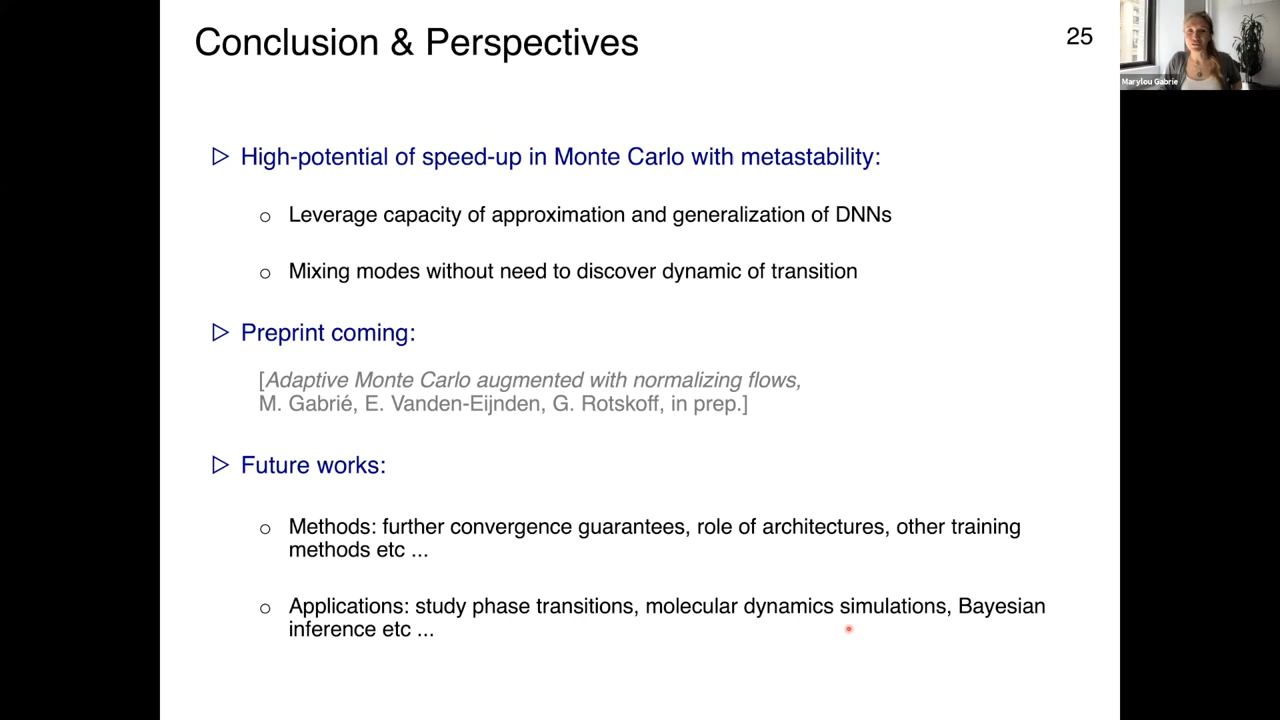 Conclusion & Perspectives
25
Marylou Gabrie
▷ High-potential of speed-up in Monte Carlo with metastability:
○ Leverage capacity of approximation and generalization of DNNs
○ Mixing modes without need to discover dynamic of transition
▷ Preprint coming:
[Adaptive Monte Carlo augmented with normalizing flows,
M. Gabrié, E. Vanden-Eijnden, G. Rotskoff, in prep.]
▷ Future works:
○ Methods: further convergence guarantees, role of architectures, other training
methods etc ...
○ Applications: study phase transitions, molecular dynamics simulations, Bayesian
inference etc ...